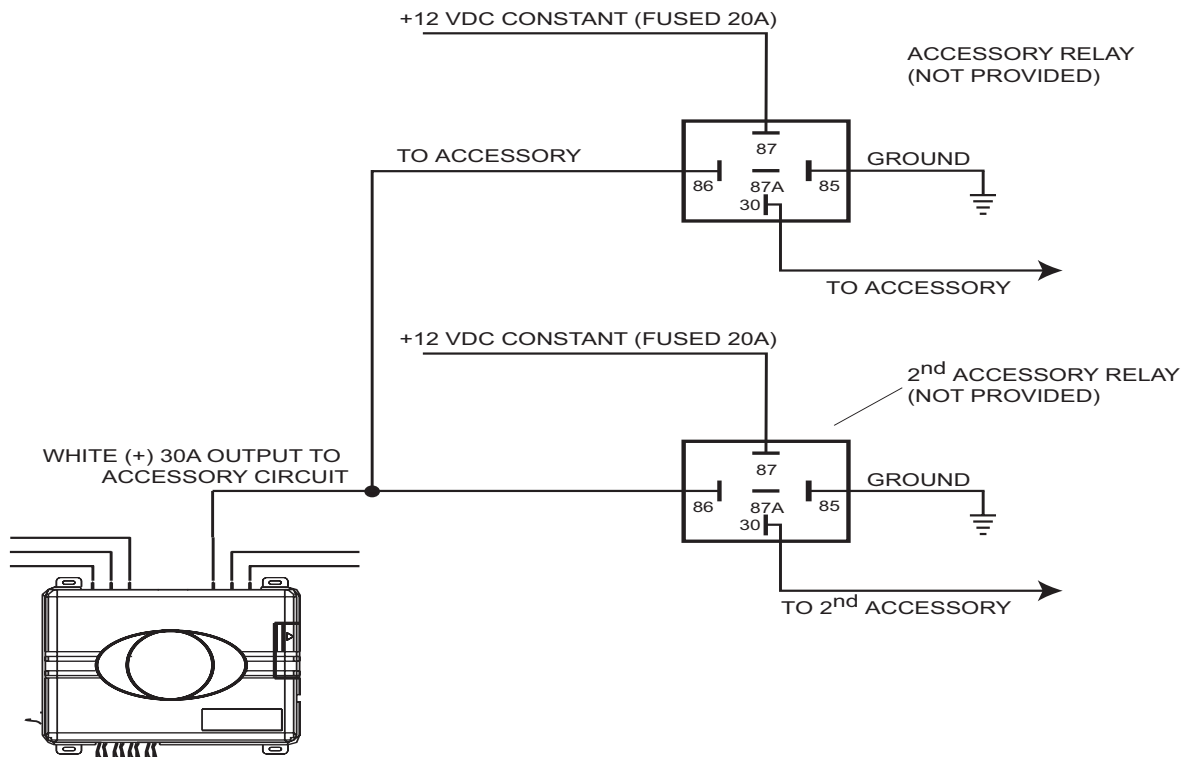 +12 VDC CONSTANT (FUSED 20A)
ACCESSORY RELAY
(NOT PROVIDED)
87
TO ACCESSORY
GROUND
86
87A
85
30
TO ACCESSORY
+12 VDC CONSTANT (FUSED 20A)
2nd ACCESSORY RELAY
(NOT PROVIDED)
WHITE (+) 30A OUTPUT TO
ACCESSORY CIRCUIT
87
GROUND
86
87A
85
30
TO 2nd ACCESSORY